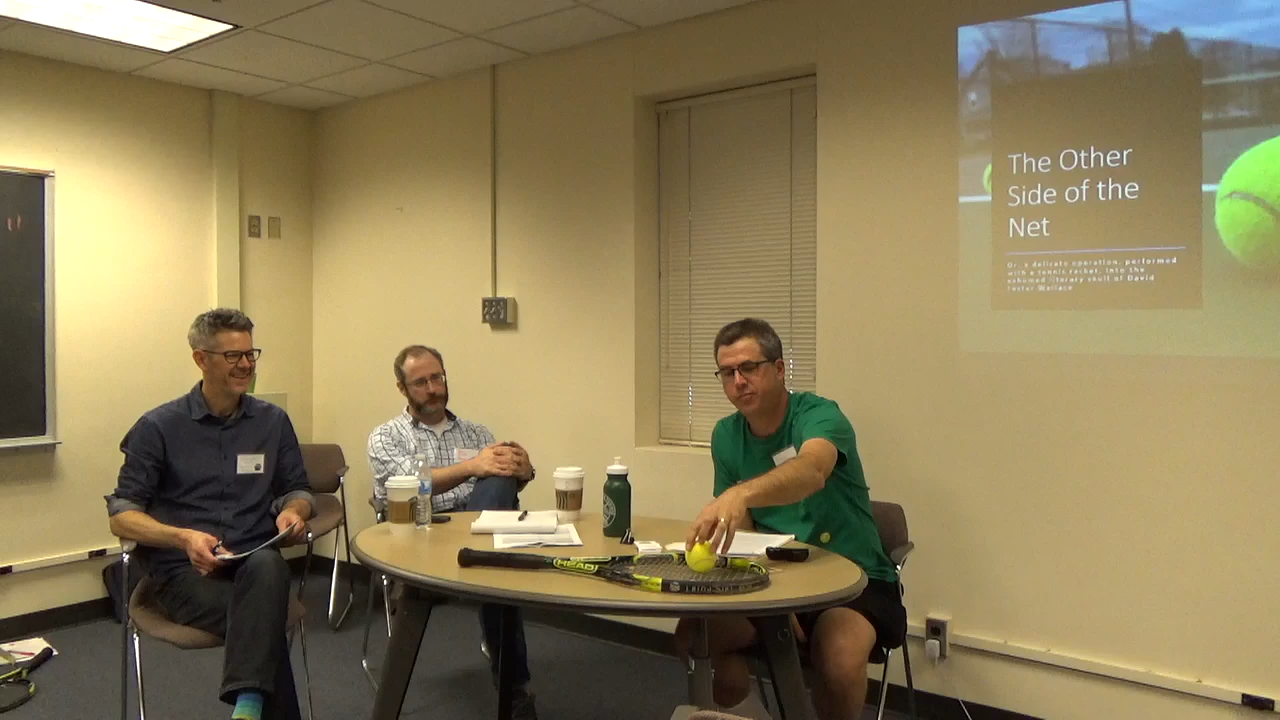 The Other
Side of the
Net
Or, a delicate operation, performed
with a tennis racket, into the
exhumed literary skull of David
Foster Wallace
HEAD